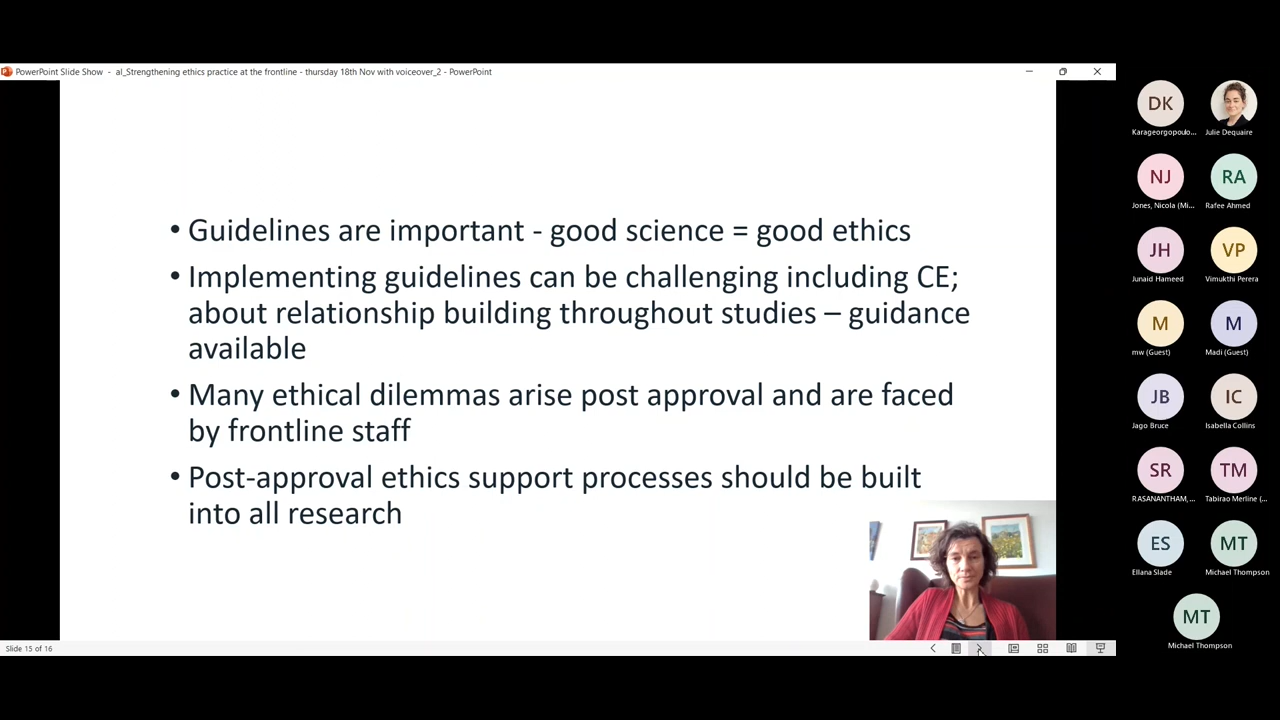 PowerPoint Slide Show - al_Strengthening ethics practice at the frontline - thursday 18th Nov with voiceover_2 - PowerPoint
• Guidelines are important - good science = good ethics
• Implementing guidelines can be challenging including CE;
about relationship building throughout studies – guidance
available
• Many ethical dilemmas arise post approval and are faced
by frontline staff
• Post-approval ethics support processes should be built
into all research
Slide 15 of 16
DK
Karageorgopoulo...
Julie Dequaire
NJ
RA
Jones, Nicola (Mi...
Rafee Ahmed
JH
VP
Junaid Hameed
Vimukthi Perera
M
M
mw (Guest)
Madi (Guest)
JB
IC
Jago Bruce
Isabella Collins
SR
TM
RASANANTHAM,...
Tabirao Merline (...
ES
MT
Ellana Slade
Michael Thompson
MT
Michael Thompson